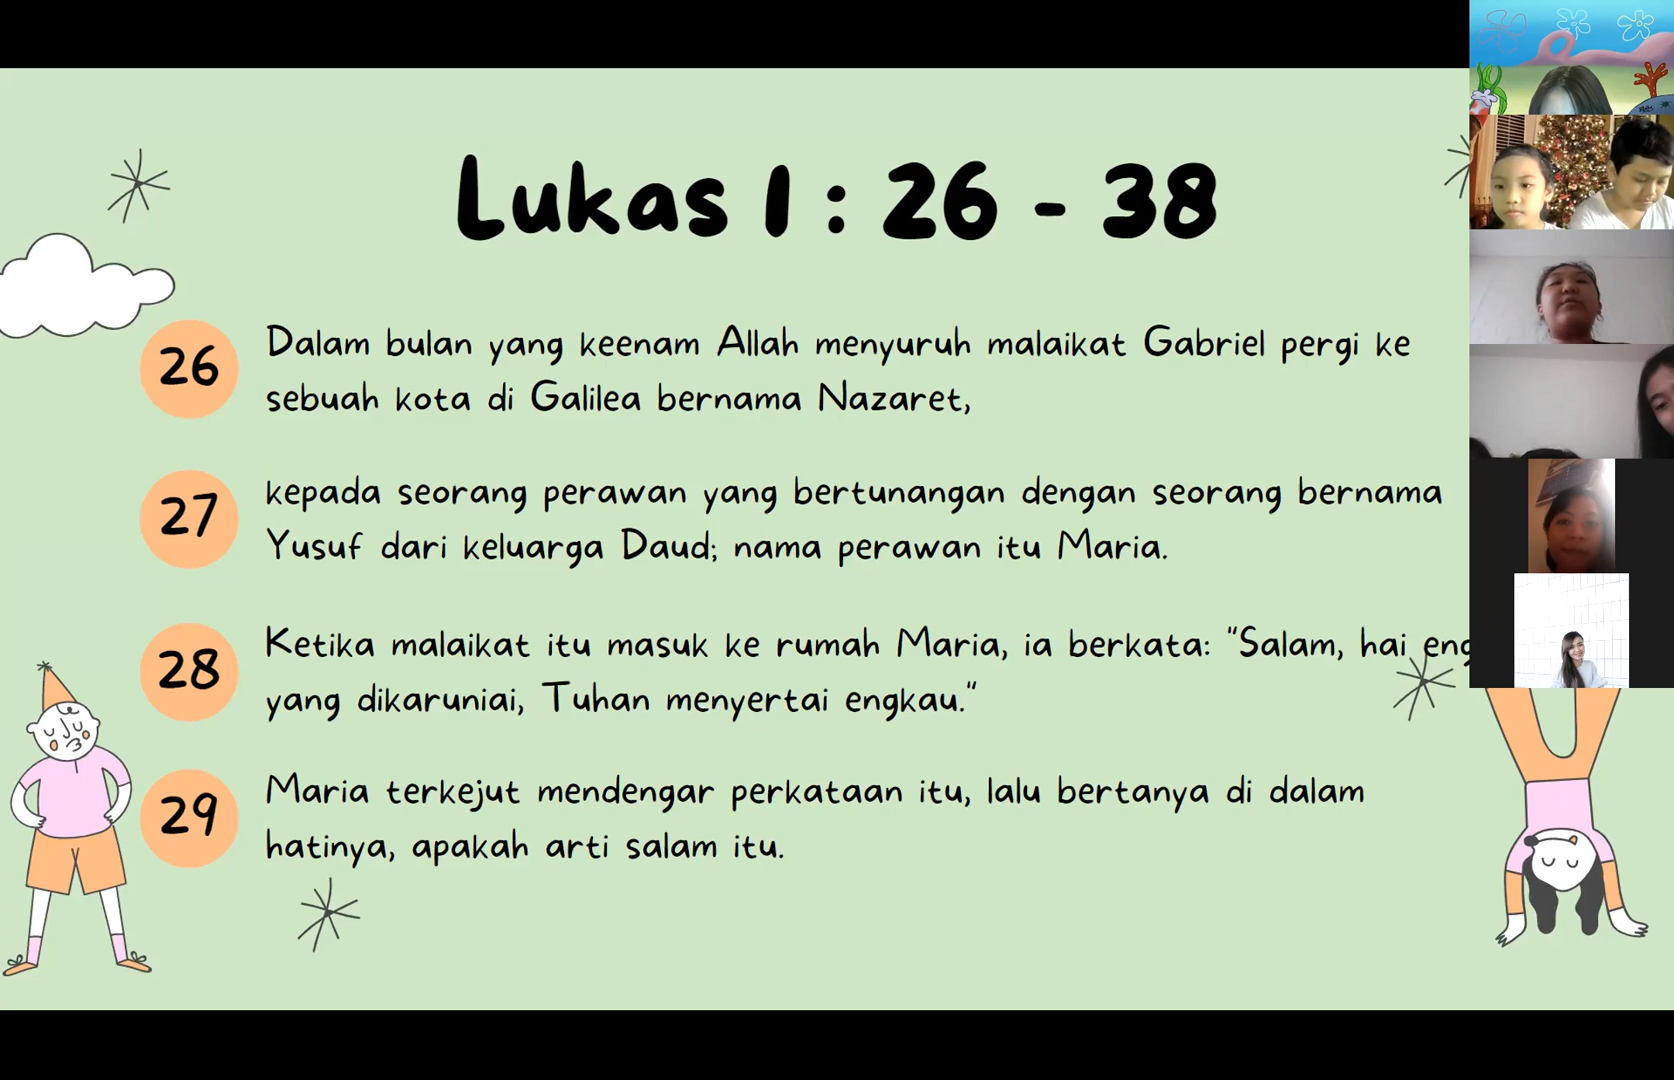 Lukas 1 : 26 - 38
26
Dalam bulan yang keenam Allah menyuruh malaikat Gabriel pergi ke
sebuah kota di Galilea bernama Nazaret,
27
kepada seorang perawan yang bertunangan dengan seorang bernama
Yusuf dari keluarga Daud; nama perawan itu Maria.
28
Ketika malaikat itu masuk ke rumah Maria, ia berkata: "Salam, hai
yang dikaruniai, Tuhan menyertai engkau."
29
Maria terkejut mendengar perkataan itu, lalu bertanya di dalam
hatinya, apakah arti salam itu.